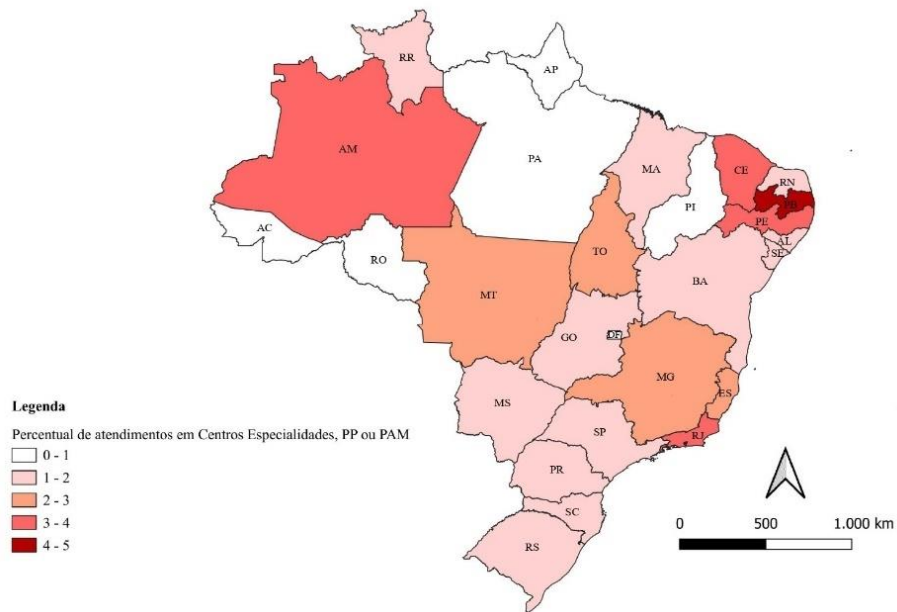 RR
AP
AM
PA
MA
CE
RN
PB
PI
PE
AC
AL
SE
RO
TO
BA
MT
GO
DF
MG
ES
MS
SP
RJ
PR
SC
RS
Legenda
Percentual de atendimentos em Centros Especialidades, PP ou PAM
0 - 1
1 - 2
2 - 3
3 - 4
4 - 5
0 500 1.000 km